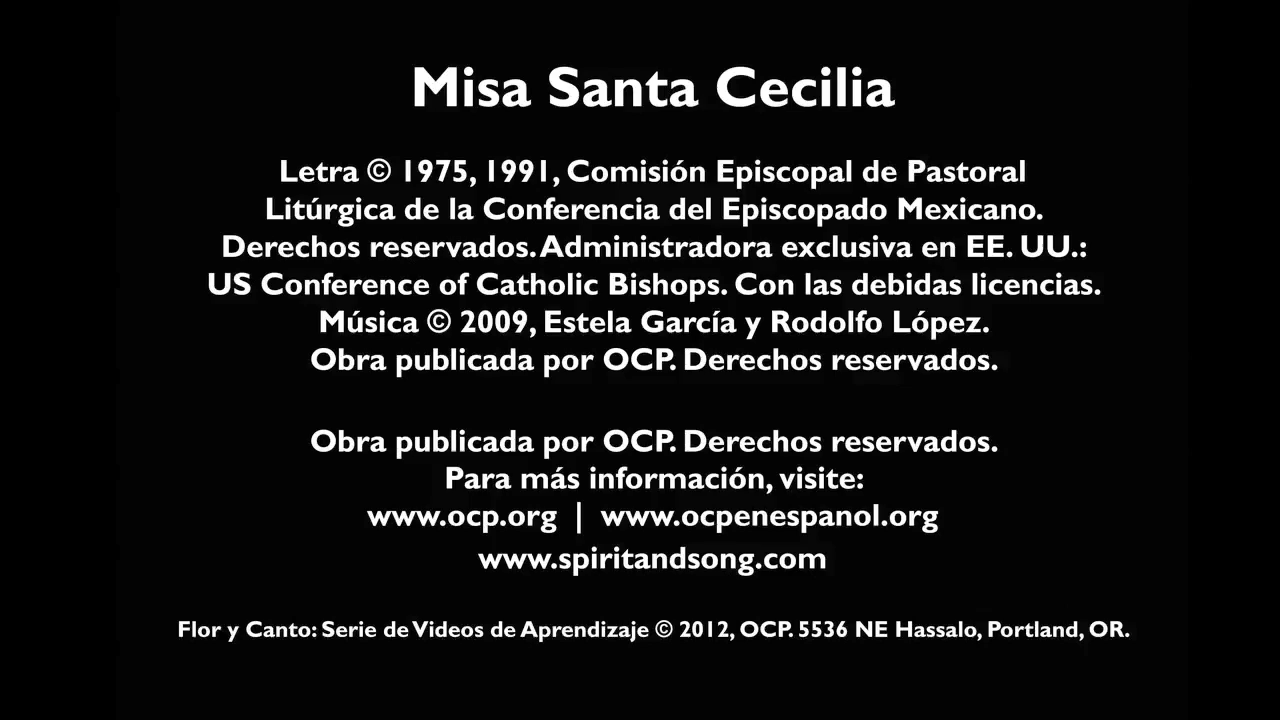 Misa Santa Cecilia
Letra © 1975, 1991, Comisión Episcopal de Pastoral
Litúrgica de la Conferencia del Episcopado Mexicano.
Derechos reservados. Administradora exclusiva en EE. UU.:
US Conference of Catholic Bishops. Con las debidas licencias.
Música © 2009, Estela García y Rodolfo López.
Obra publicada por OCP. Derechos reservados.
Obra publicada por OCP. Derechos reservados.
Para más información, visite:
www.ocp.org | www.ocpenespanol.org
www.spiritandsong.com
Flor y Canto: Serie de Videos de Aprendizaje © 2012, OCP. 5536 NE Hassalo, Portland, OR.